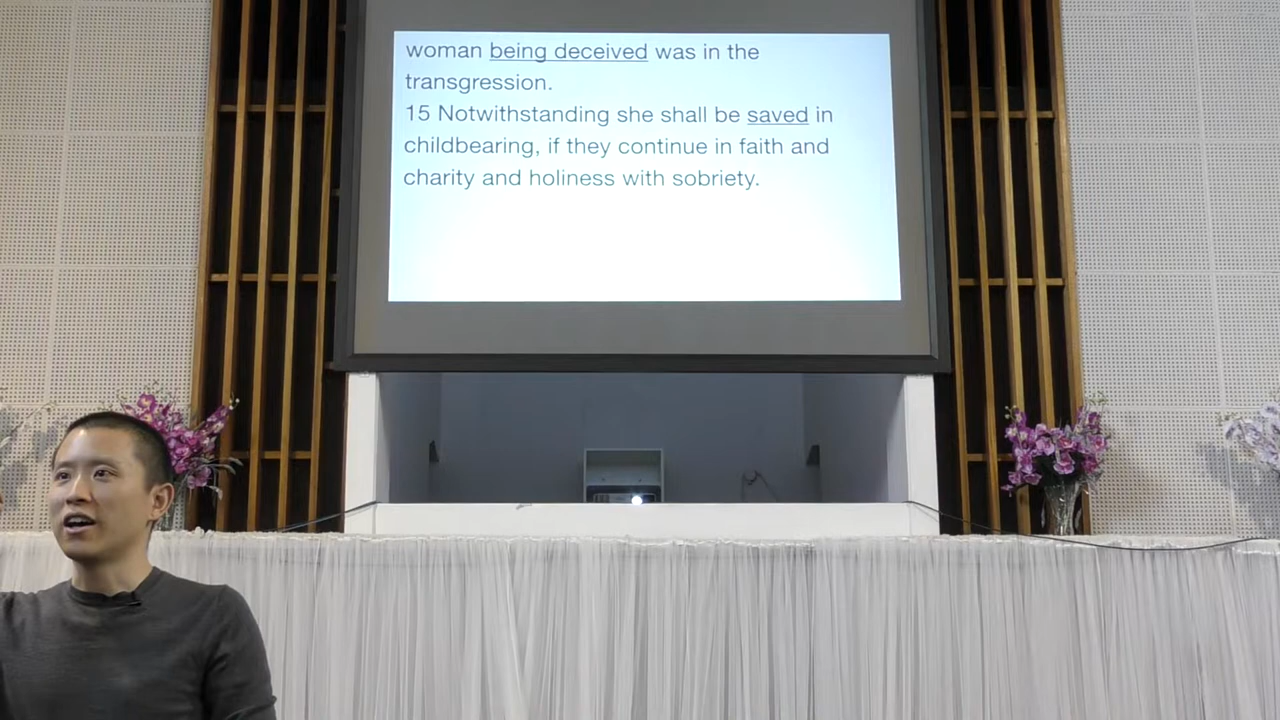 woman being deceived was in the
transgression.
15 Notwithstanding she shall be saved in
childbearing, if they continue in faith and
charity and holiness with sobriety.